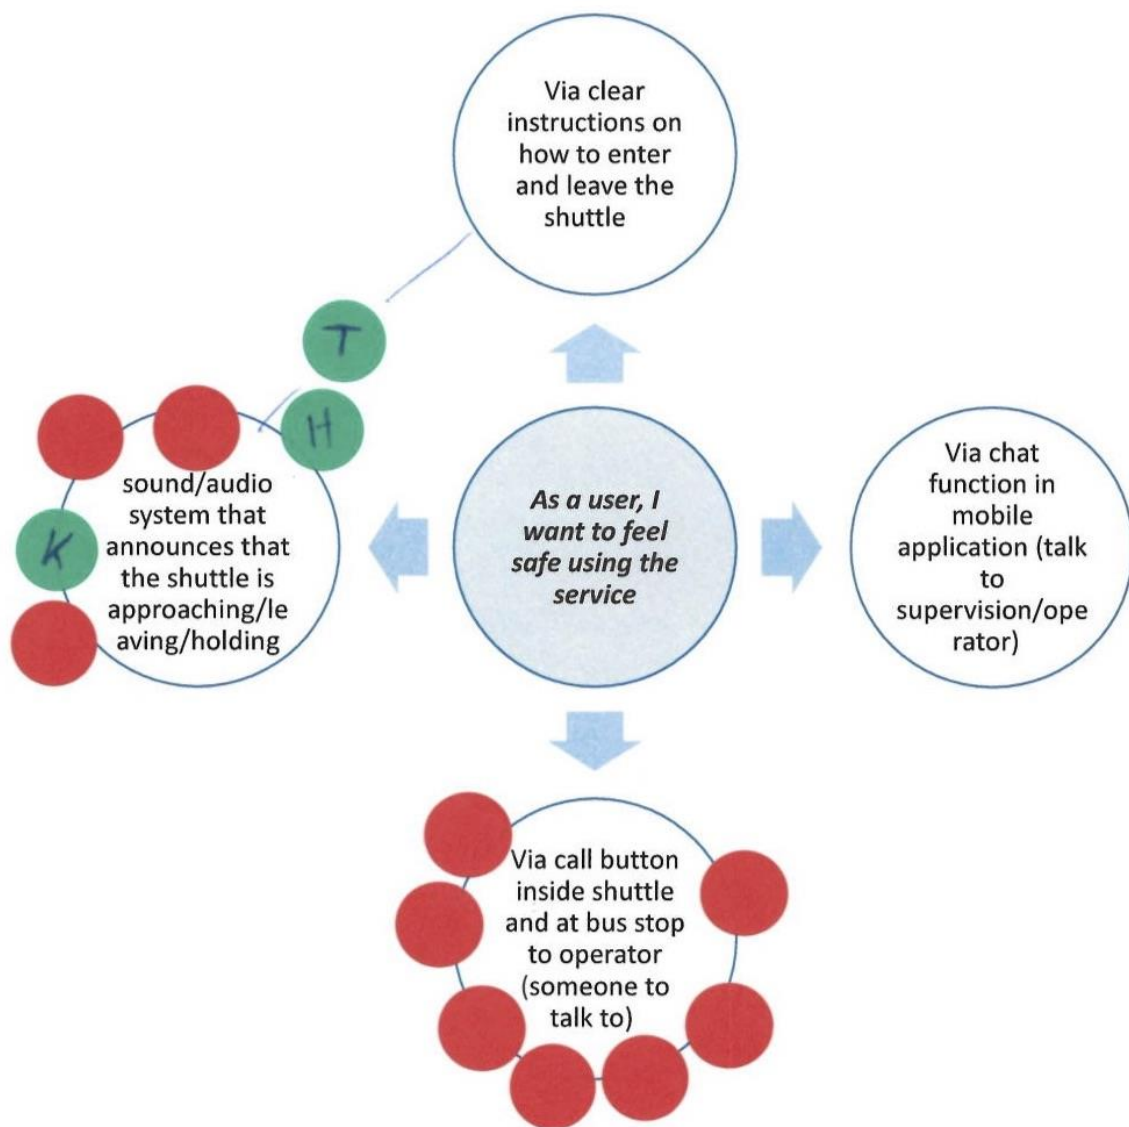 Via clear
instructions on
how to enter
and leave the
shuttle
T
H
K
sound/audio
system that
announces that
the shuttle is
approaching/le
aving/holding
As a user, I
want to feel
safe using the
service
Via chat
function in
mobile
application (talk
to
supervision/ope
rator)
Via call button
inside shuttle
and at bus stop
to operator
(someone to
talk to)